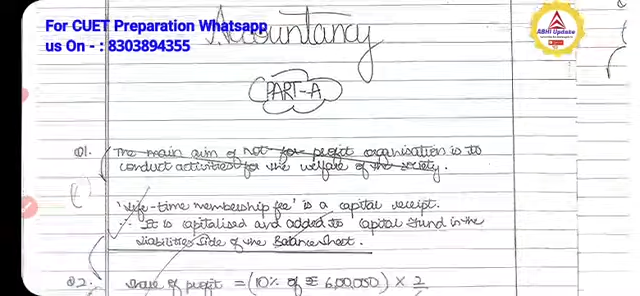 For CUET Preparation Whatsapp
us On - : 8303894355
ABHI Update
Accountancy
PART-A
Q1. The main aim of not-for profit organisation is to
conduct activities for the welfare of the society.
'Life-time membership fee' is a capital receipt.
∴ It is capitalised and added to Capital Fund in the
liabilities side of the Balance Sheet.
Q2. Share of profit = (10% of ₹ 6,00,000) × 2/